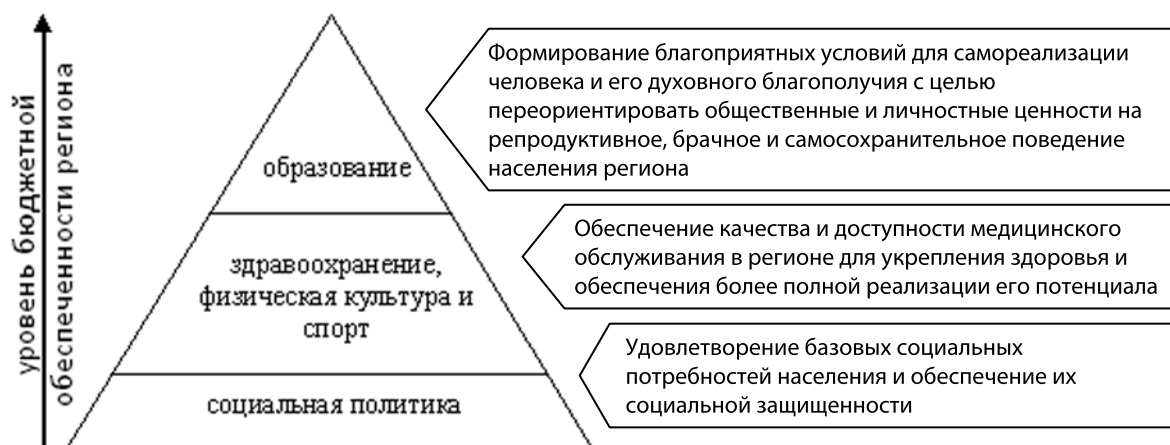 уровень бюджетной
обеспеченности региона
образование
здравоохранение,
физическая культура и
спорт
социальная политика
Формирование благоприятных условий для самореализации
человека и его духовного благополучия с целью
переориентировать общественные и личностные ценности на
репродуктивное, брачное и самосохранительное поведение
населения региона
Обеспечение качества и доступности медицинского
обслуживания в регионе для укрепления здоровья и
обеспечения более полной реализации его потенциала
Удовлетворение базовых социальных
потребностей населения и обеспечение их
социальной защищенности